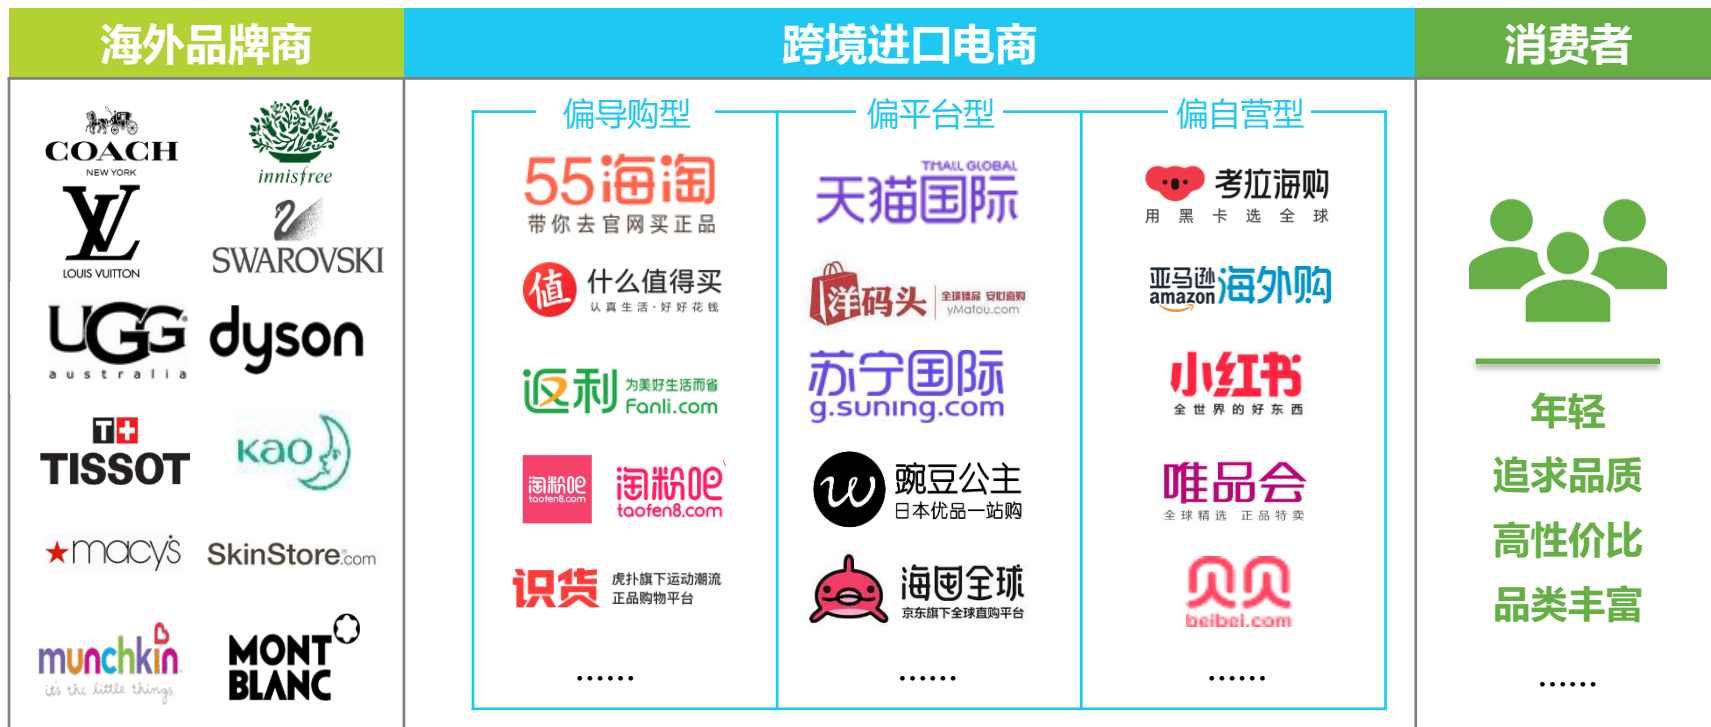 海外品牌商
跨境进口电商
消费者
COACH
NEW YORK
innisfree
LV
LOUIS VUITTON
SWAROVSKI
UGG
australia
dyson
T+
TISSOT
Kao
★macy's
SkinStore.com
munchkin
it's the little things
MONT
BLANC
偏导购型
55海淘
带你去官网买正品
值
什么值得买
认真生活·好好花钱
返利
为美好生活而省
Fanli.com
淘粉吧
taofen8.com
淘粉吧
taofen8.com
识货
虎扑旗下运动潮流
正品购物平台
......
偏平台型
TMALL GLOBAL
天猫国际
洋码头
全球臻品 安心直购
yMatou.com
苏宁国际
g.suning.com
w
豌豆公主
日本优品一站购
海囤全球
京东旗下全球直购平台
......
偏自营型
考拉海购
用黑卡选全球
亚马逊
amazon
海外购
小红书
全世界的好东西
唯品会
全球精选 正品特卖
贝贝
beibei.com
......
年轻
追求品质
高性价比
品类丰富
......